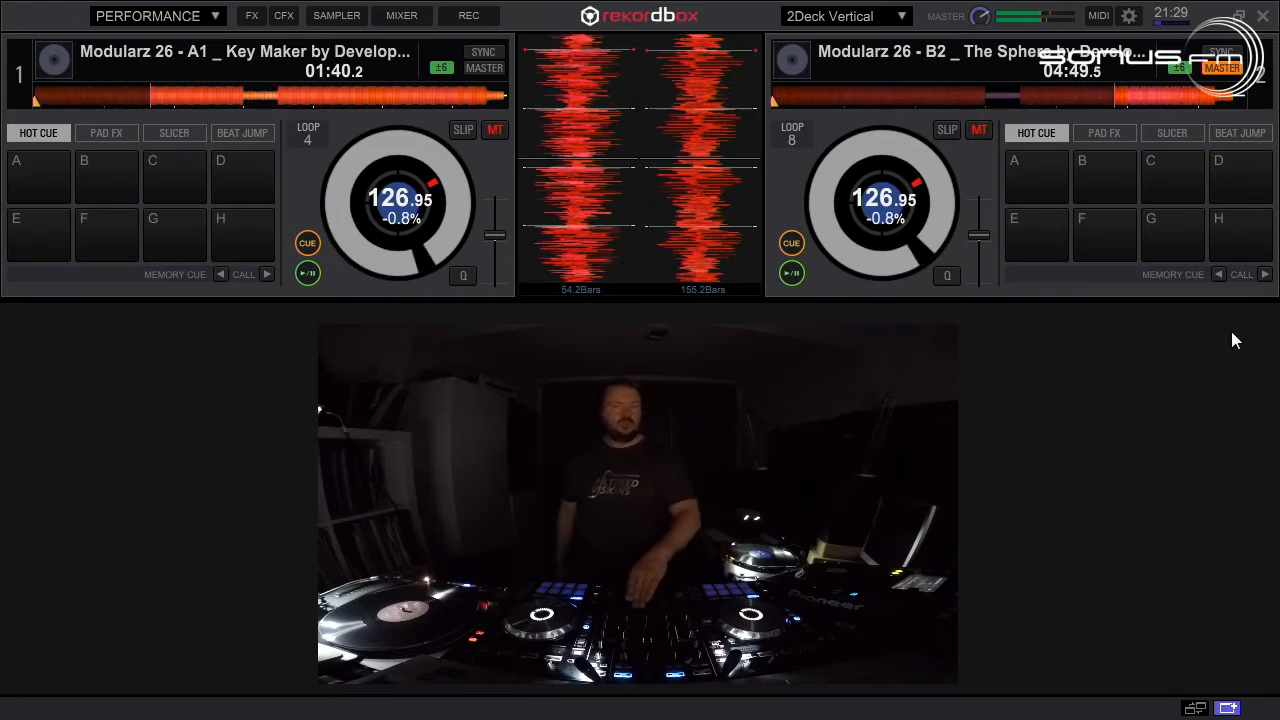 PERFORMANCE
FX
CFX
SAMPLER
MIXER
REC
rekordbox
2Deck Vertical
MASTER
MIDI
21:29
SONUS FM
1
Modularz 26 - A1 _ Key Maker by Develop...
01:40.2
±6
SYNC
MASTER
HOT CUE
PAD FX
SLICER
BEAT JUMP
A
B
C
D
E
F
G
H
MEMORY CUE
CALL
LOOP
4
SLIP
MT
126.95
-0.8%
CUE
Q
54.2Bars
155.2Bars
Modularz 26 - B2 _ The Sphere by Develo...
04:49.5
±6
SYNC
MASTER
2
LOOP
8
SLIP
MT
126.95
-0.8%
CUE
Q
HOT CUE
PAD FX
SLICER
BEAT JUMP
A
B
C
D
E
F
G
H
MEMORY CUE
CALL
Pioneer